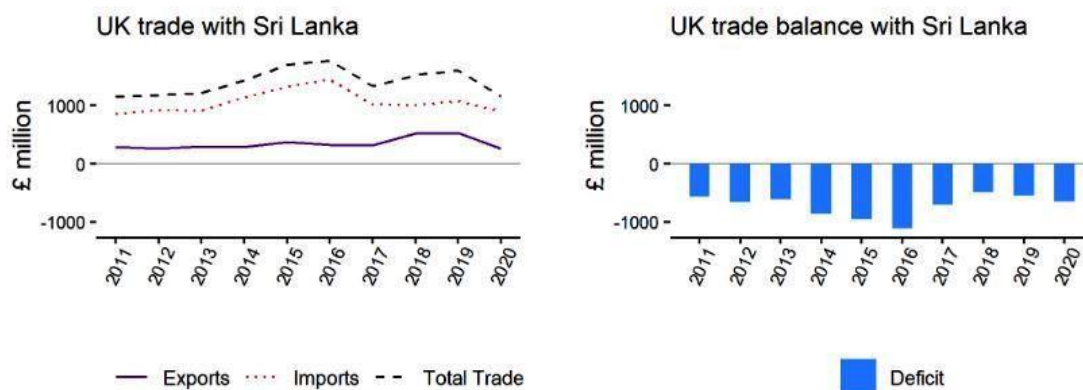 UK trade with Sri Lanka
£ million
1000
0
-1000
2011 2012 2013 2014 2015 2016 2017 2018 2019 2020
Exports Imports Total Trade
UK trade balance with Sri Lanka
£ million
1000
0
-1000
2011 2012 2013 2014 2015 2016 2017 2018 2019 2020
Deficit